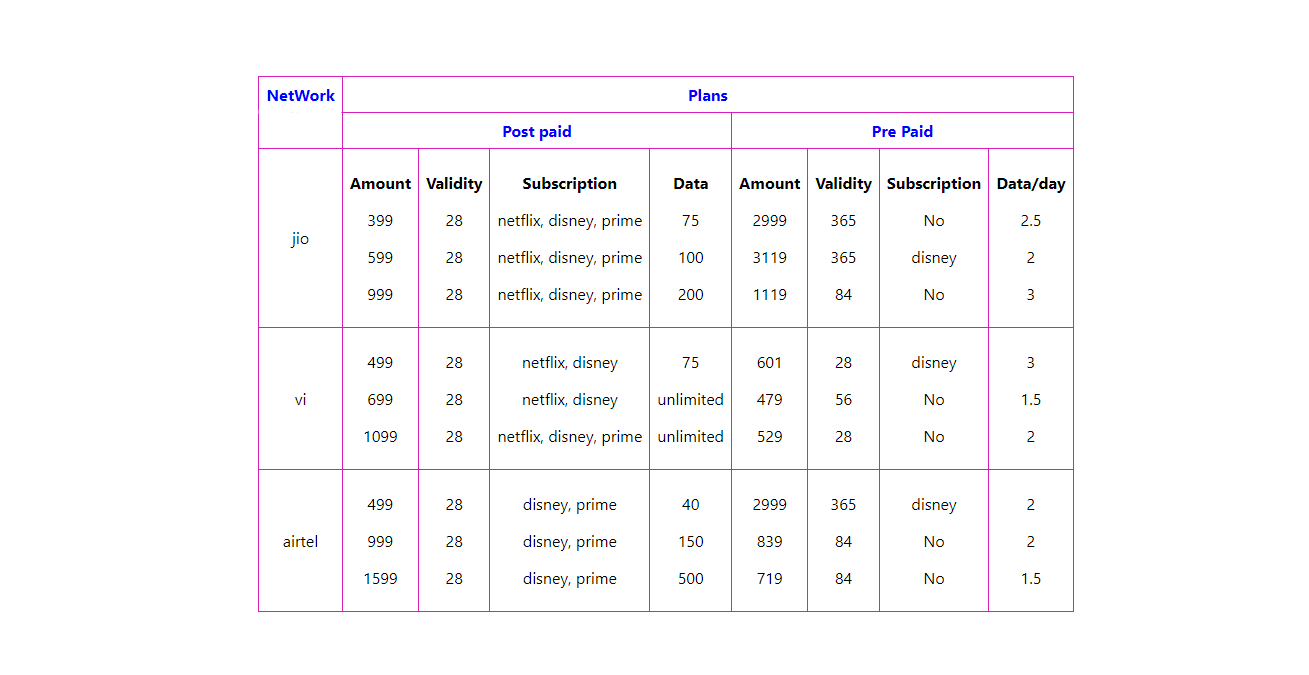 NetWork Plans
Post paid Pre Paid
Amount Validity Subscription Data Amount Validity Subscription Data/day
399 28 netflix, disney, prime 75 2999 365 No 2.5
jio
599 28 netflix, disney, prime 100 3119 365 disney 2
999 28 netflix, disney, prime 200 1119 84 No 3
499 28 netflix, disney 75 601 28 disney 3
vi 699 28 netflix, disney unlimited 479 56 No 1.5
1099 28 netflix, disney, prime unlimited 529 28 No 2
499 28 disney, prime 40 2999 365 disney 2
airtel 999 28 disney, prime 150 839 84 No 2
1599 28 disney, prime 500 719 84 No 1.5